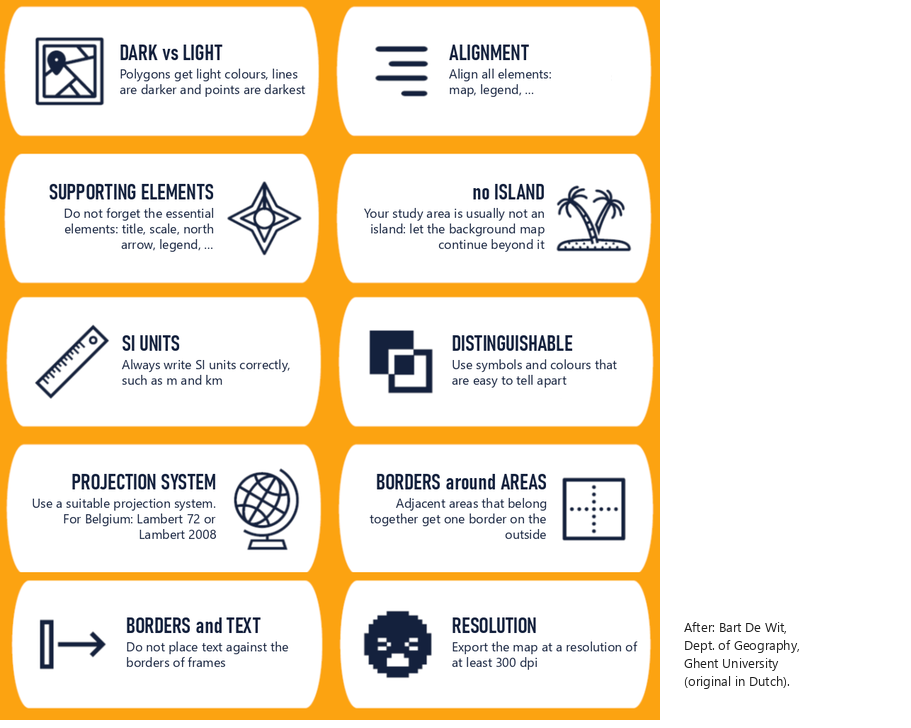 DARK vs LIGHT
Polygons get light colours, lines
are darker and points are darkest
ALIGNMENT
Align all elements:
map, legend, ...
SUPPORTING ELEMENTS
Do not forget the essential
elements: title, scale, north
arrow, legend, ...
no ISLAND
Your study area is usually not an
island: let the background map
continue beyond it
SI UNITS
Always write SI units correctly,
such as m and km
DISTINGUISHABLE
Use symbols and colours that
are easy to tell apart
PROJECTION SYSTEM
Use a suitable projection system.
For Belgium: Lambert 72 or
Lambert 2008
BORDERS around AREAS
Adjacent areas that belong
together get one border on the
outside
BORDERS and TEXT
Do not place text against the
borders of frames
RESOLUTION
Export the map at a resolution of
at least 300 dpi
After: Bart De Wit,
Dept. of Geography,
Ghent University
(original in Dutch).